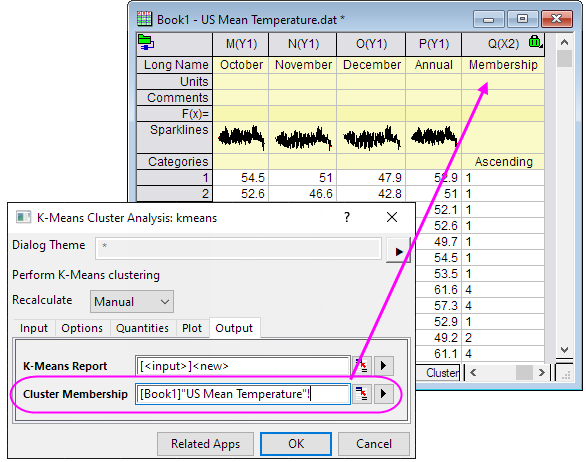 Book1 - US Mean Temperature.dat *
M(Y1) N(Y1) O(Y1) P(Y1) Q(X2)
Long Name October November December Annual Membership
Units
Comments
F(x)=
Sparklines
Categories Ascending
1 54.5 51 47.9 52.9 1
2 52.6 46.6 42.8 51 1
52.1 1
52.6 1
49.7 1
54.5 1
53.5 1
61.6 4
57.3 4
52.9 1
49.2 2
61.1 4
Cluster
K-Means Cluster Analysis: kmeans
Dialog Theme *
Perform K-Means clustering
Recalculate Manual
Input Options Quantities Plot Output
K-Means Report [<input>]<new>
Cluster Membership [Book1]"US Mean Temperature"!
Related Apps OK Cancel